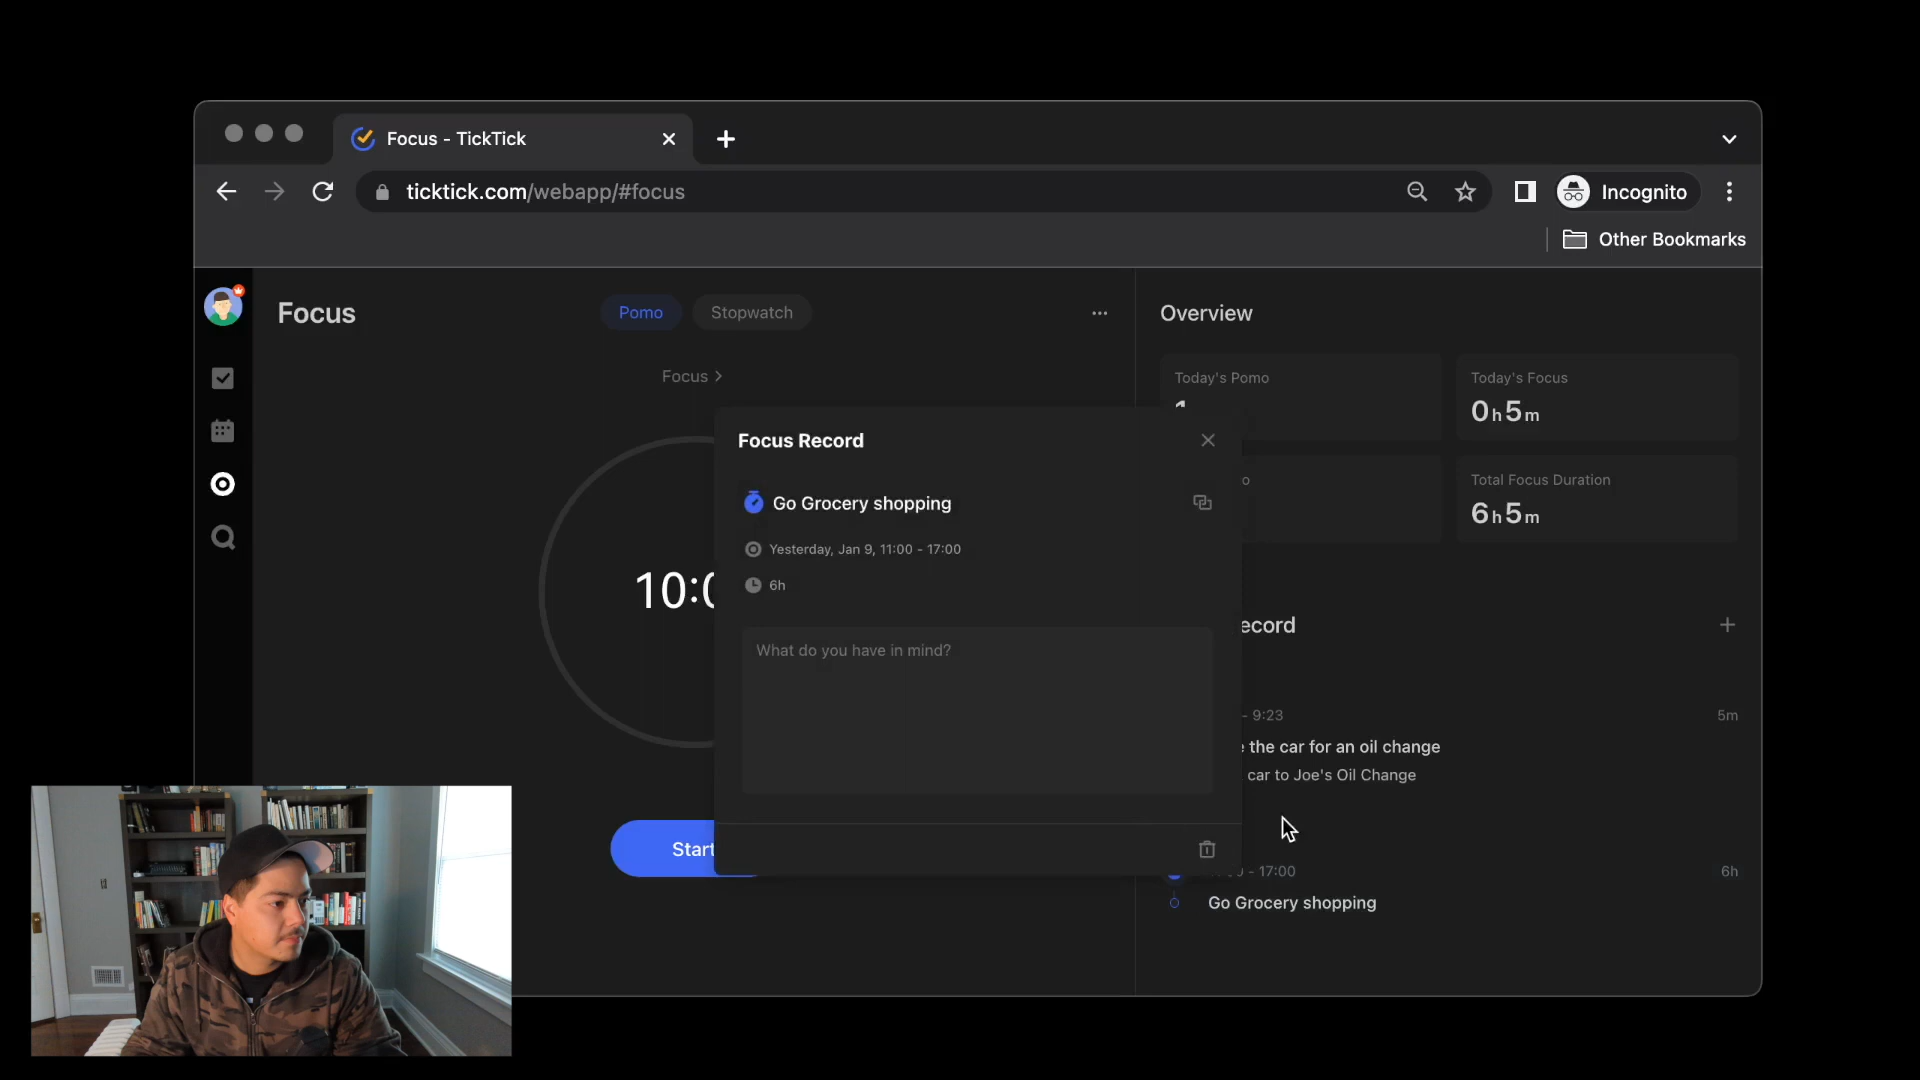 Focus - TickTick
ticktick.com/webapp/#focus
Incognito
Other Bookmarks
Focus
Pomo
Stopwatch
Focus >
Overview
Today's Pomo
Today's Focus
0h5m
Total Focus Duration
6h5m
Focus Record
Go Grocery shopping
Yesterday, Jan 9, 11:00 - 17:00
6h
What do you have in mind?
10:0
Start
ecord
- 9:23
5m
the car for an oil change
car to Joe's Oil Change
- 17:00
6h
Go Grocery shopping